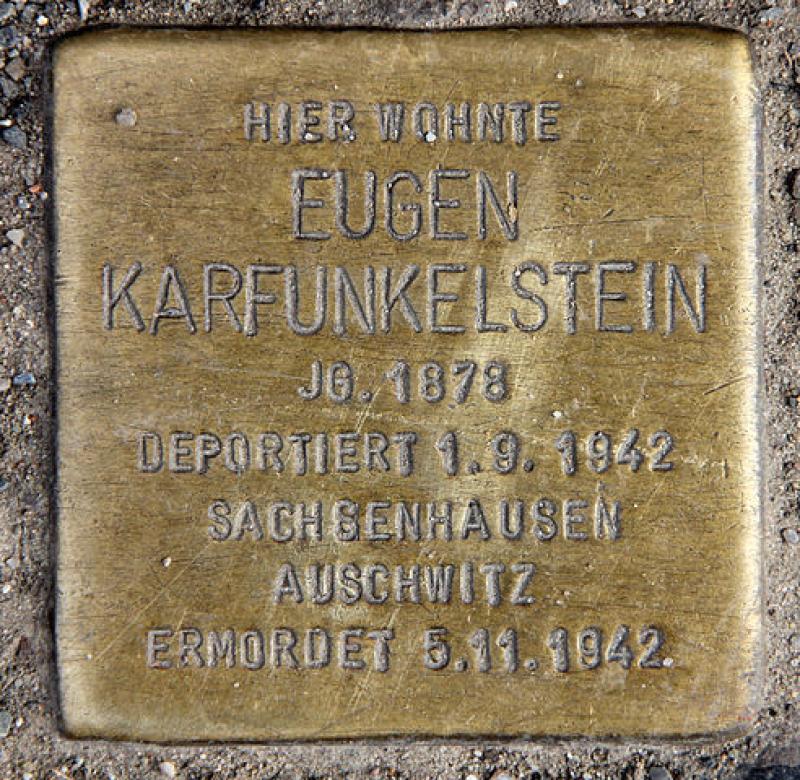 HIER WOHNTE
EUGEN
KARFUNKELSTEIN
JG. 1878
DEPORTIERT 1.9. 1942
SACHSENHAUSEN
AUSCHWITZ
ERMORDET 5.11.1942